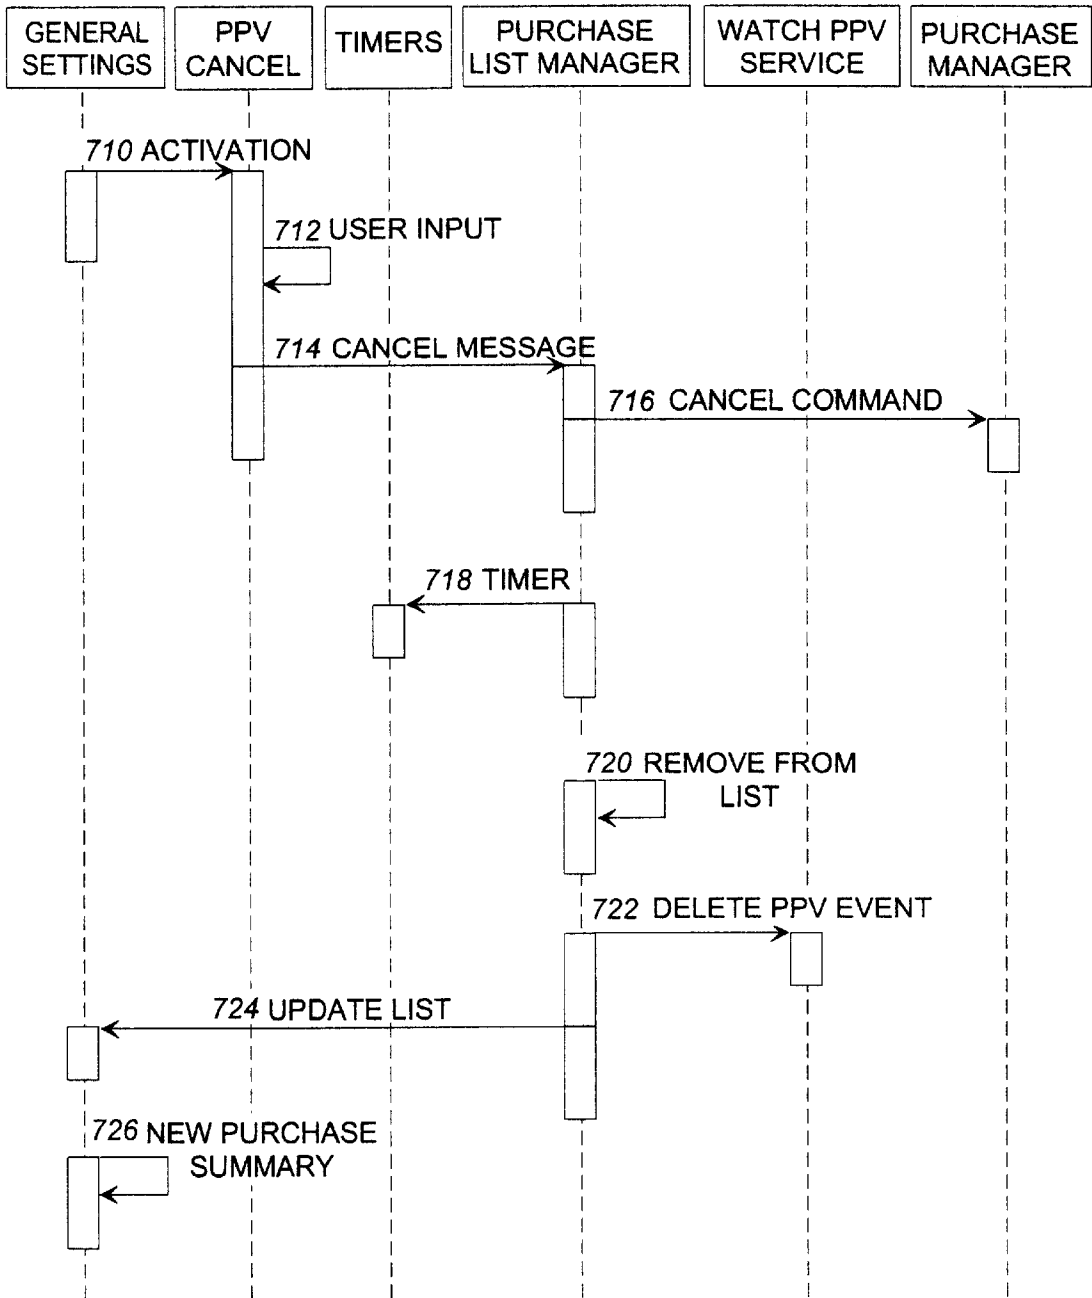 GENERAL
SETTINGS
PPV
CANCEL
TIMERS
PURCHASE
LIST MANAGER
WATCH PPV
SERVICE
PURCHASE
MANAGER
710 ACTIVATION
712 USER INPUT
714 CANCEL MESSAGE
716 CANCEL COMMAND
718 TIMER
720 REMOVE FROM
LIST
722 DELETE PPV EVENT
724 UPDATE LIST
726 NEW PURCHASE
SUMMARY